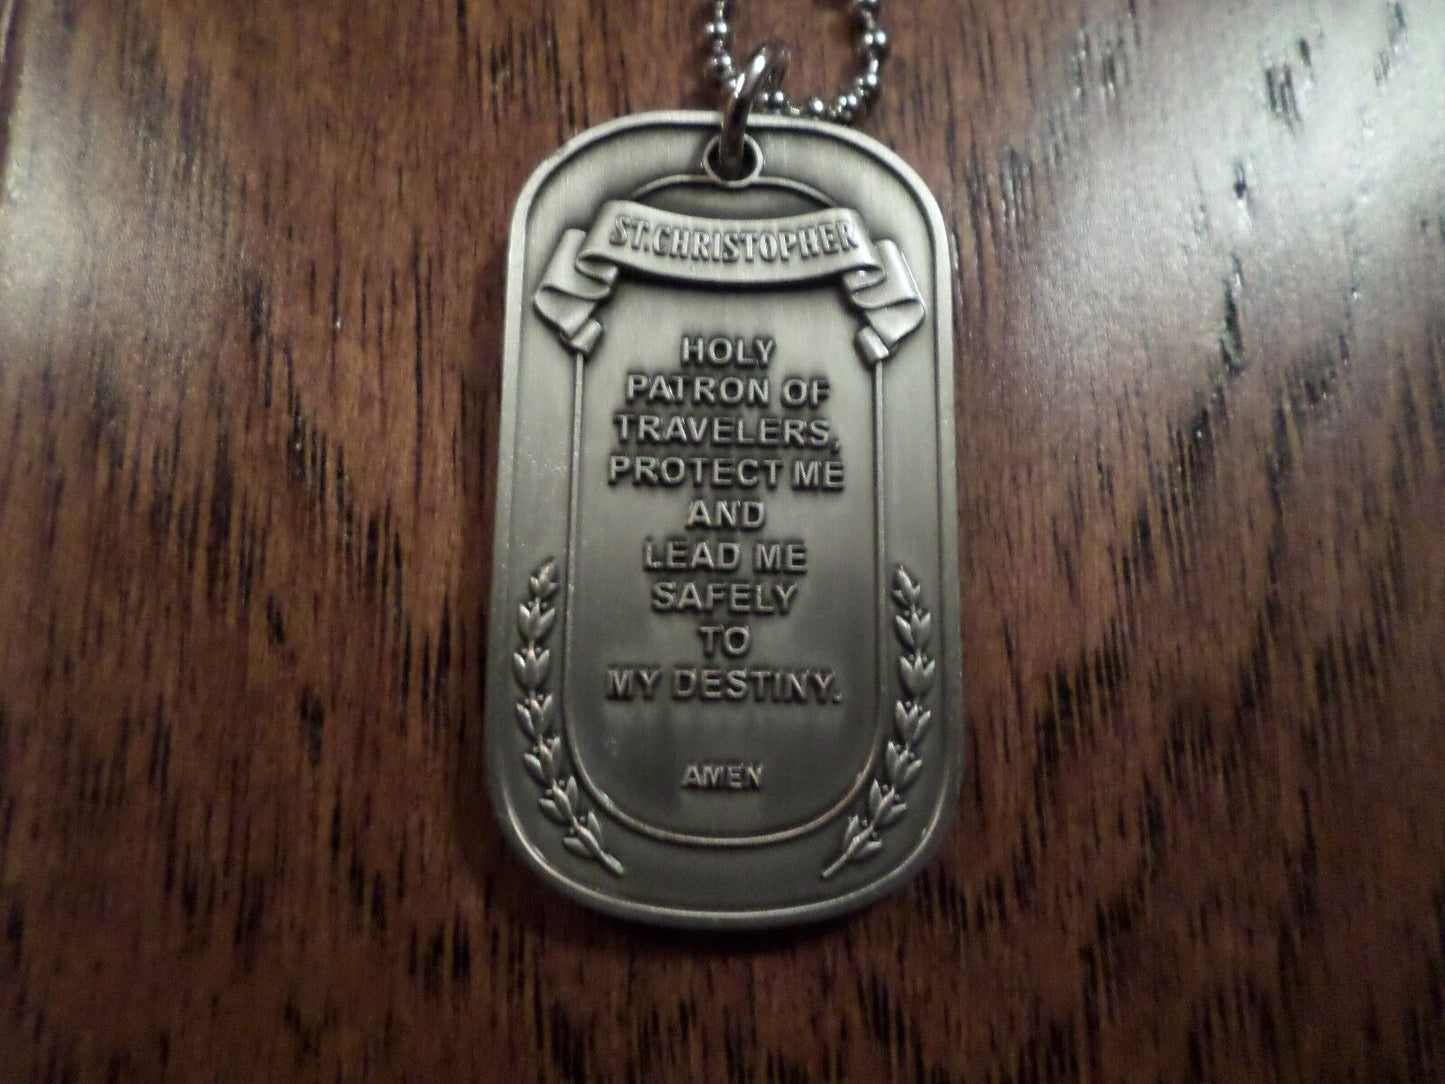 ST.CHRISTOPHER
HOLY
PATRON OF
TRAVELERS,
PROTECT ME
AND
LEAD ME
SAFELY
TO
MY DESTINY.
AMEN